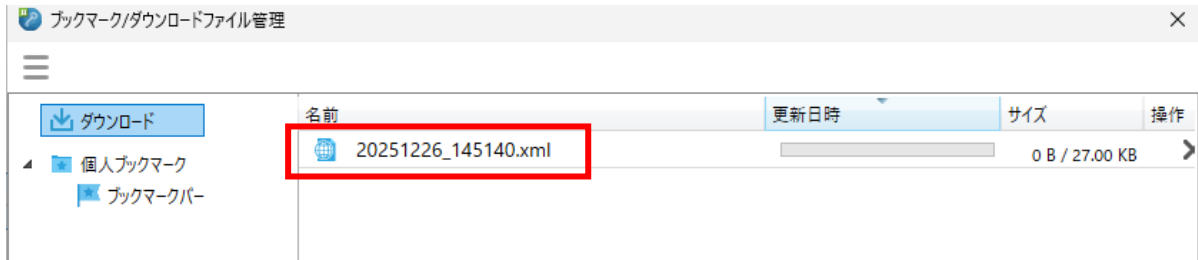 ブックマーク/ダウンロードファイル管理
ダウンロード
個人ブックマーク
ブックマークバー
名前 更新日時 サイズ 操作
20251226_145140.xml 0 B / 27.00 KB